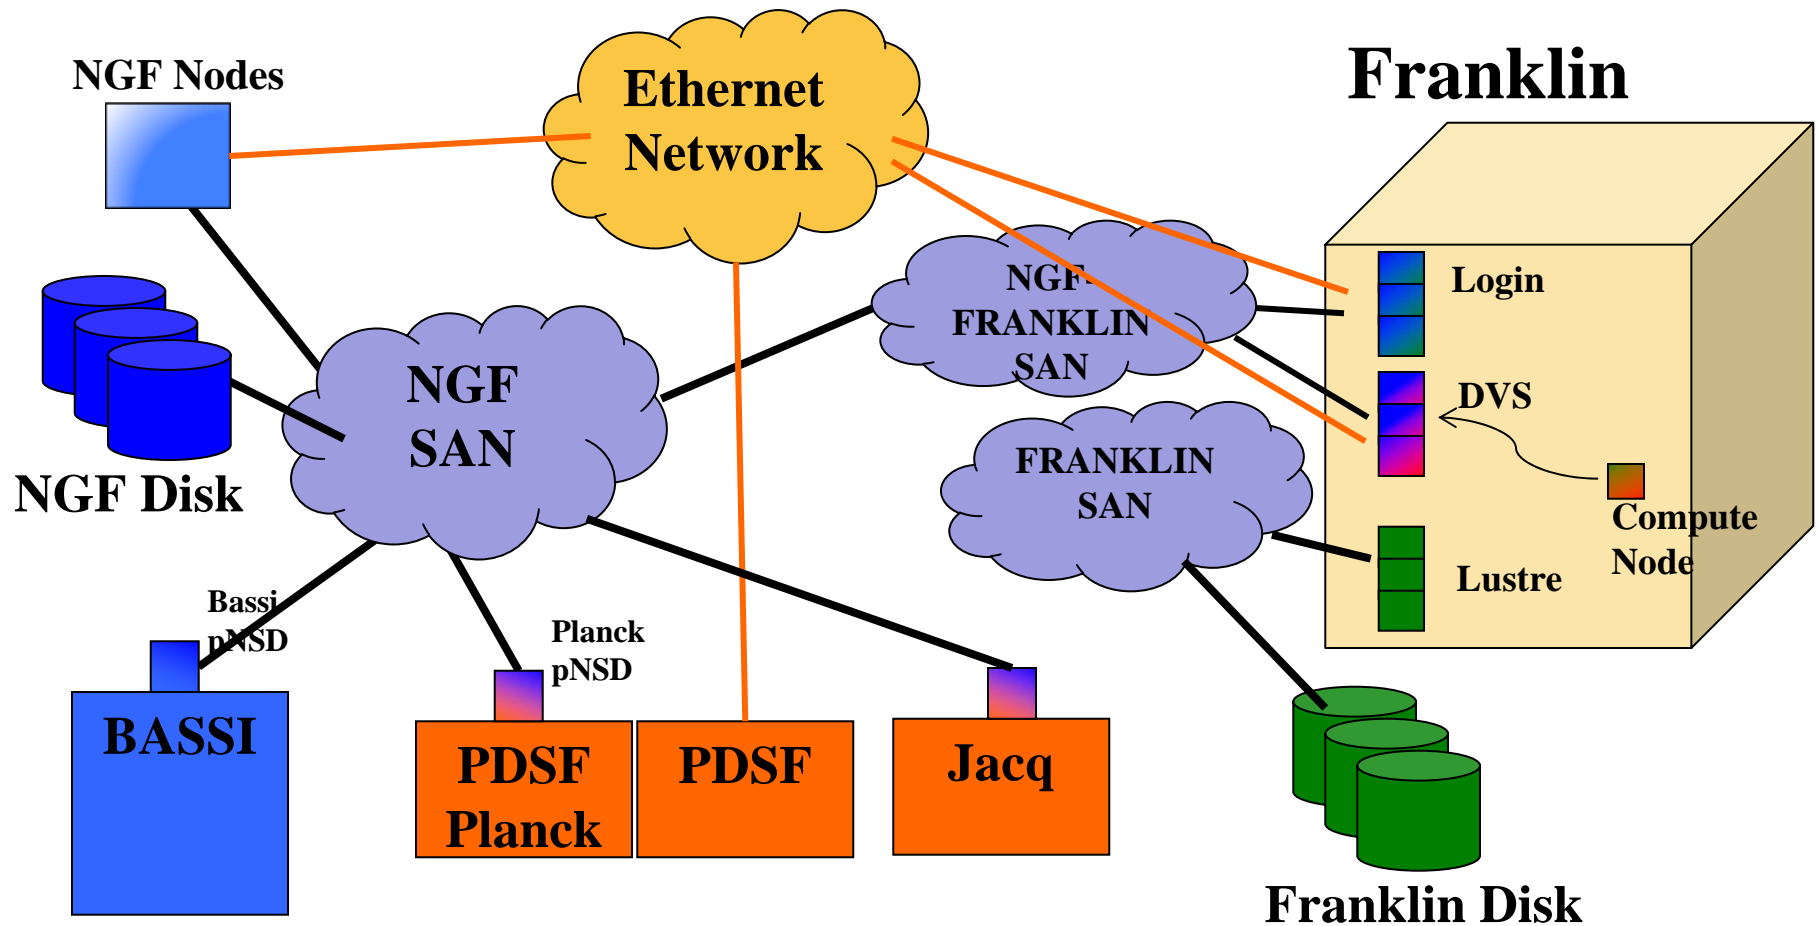 Franklin
NGF Nodes
Ethernet
Network
NGF-
FRANKLIN
SAN
Login
NGF
SAN
DVS
FRANKLIN
SAN
NGF Disk
Compute
Node
Lustre
Bassi
pNSD
Planck
pNSD
BASSI
PDSF
Planck
PDSF
Jacq
Franklin Disk